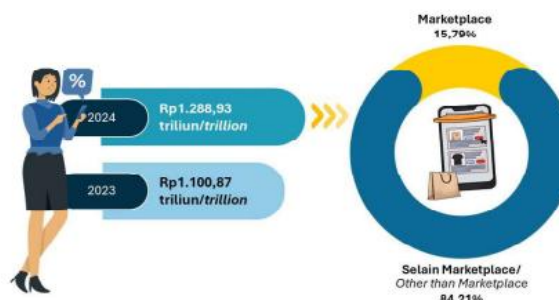 Marketplace
15,79%
%
2024
Rp1.288,93
triliun/trillion
2023
Rp1.100,87
triliun/trillion
Selain Marketplace/
Other than Marketplace
84,21%